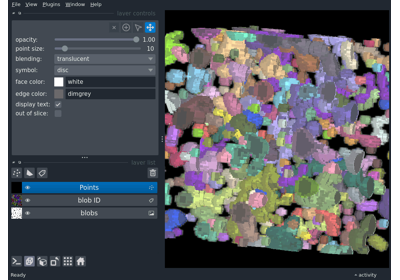 File View Plugins Window Help
layer controls
opacity: 1.00
point size: 10
blending: translucent
symbol: disc
face color: white
edge color: dimgrey
display text:
out of slice:
layer list
Points
blob ID
blobs
Ready
activity